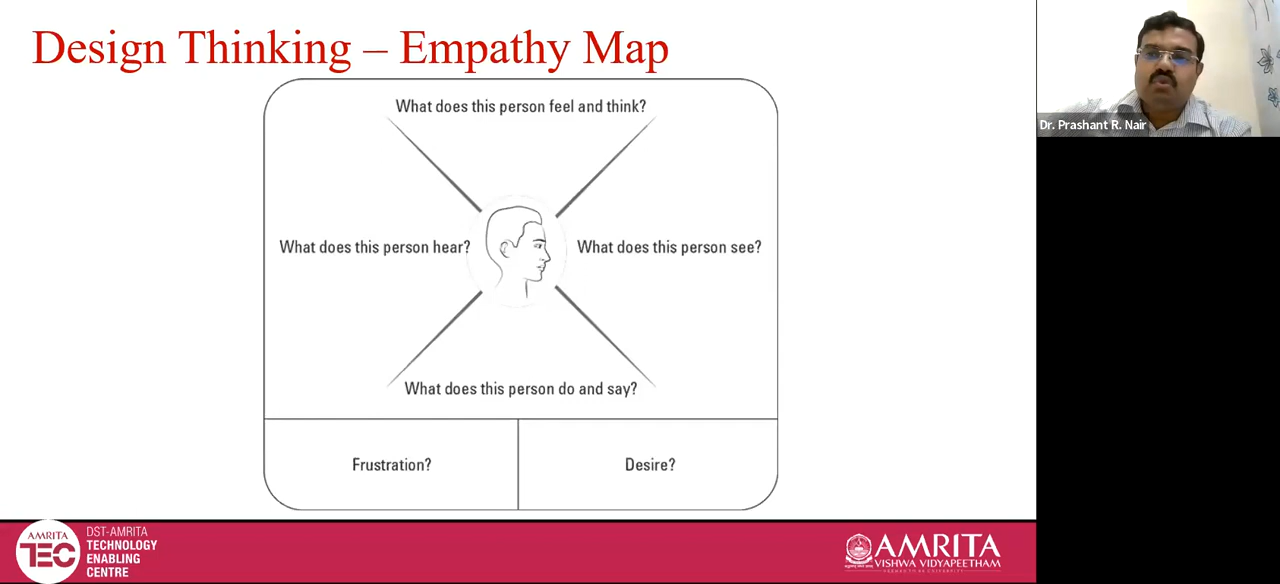 Design Thinking – Empathy Map
Dr. Prashant R. Nair
What does this person feel and think?
What does this person hear?
What does this person see?
What does this person do and say?
Frustration?
Desire?
AMRITA
TEC
DST-AMRITA
TECHNOLOGY
ENABLING
CENTRE
AMRITA
VISHWA VIDYAPEETHAM